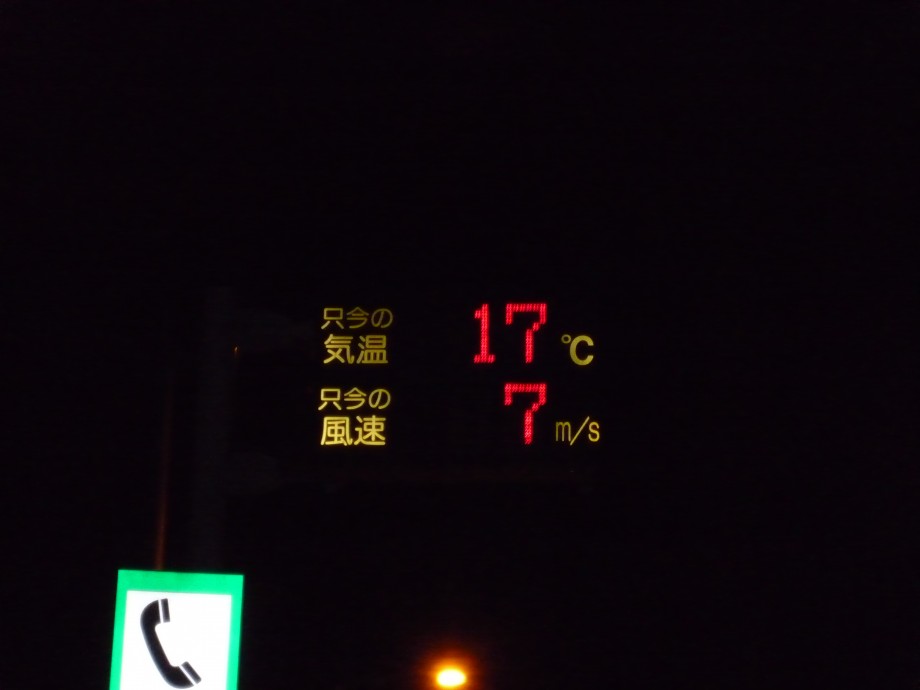 只今の
気温 17 ℃
只今の
風速 7 m/s